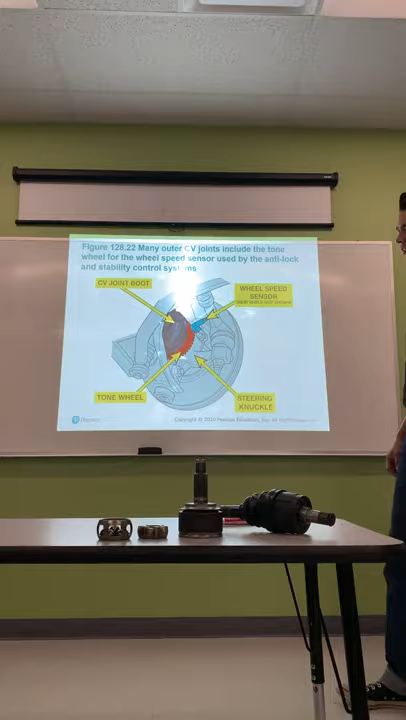 Figure 128.22 Many outer CV joints include the tone
wheel for the wheel speed sensor used by the anti-lock
and stability control systems
CV JOINT BOOT
WHEEL SPEED
SENSOR
TONE WHEEL
STEERING
KNUCKLE
Pearson
Copyright © 2020 Pearson Education, Inc. All Rights Reserved